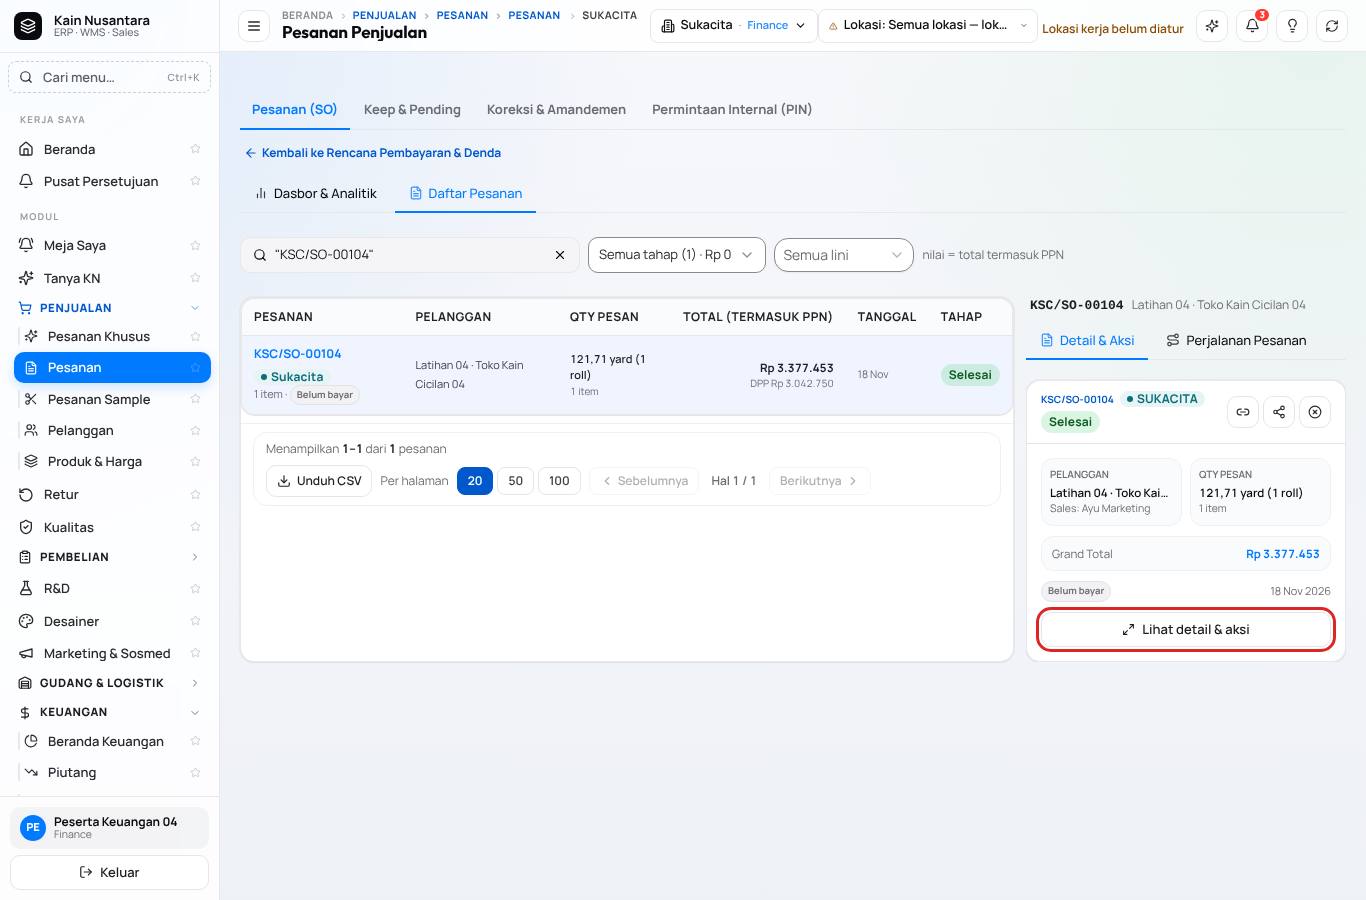 Kain Nusantara
ERP · WMS · Sales
Cari menu...
Ctrl+K
KERJA SAYA
Beranda
Pusat Persetujuan
MODUL
Meja Saya
Tanya KN
PENJUALAN
Pesanan Khusus
Pesanan
Pesanan Sample
Pelanggan
Produk & Harga
Retur
Kualitas
PEMBELIAN
R&D
Desainer
Marketing & Sosmed
GUDANG & LOGISTIK
KEUANGAN
Beranda Keuangan
Piutang
PE
Peserta Keuangan 04
Finance
Keluar
BERANDA › PENJUALAN › PESANAN › PESANAN › SUKACITA
Pesanan Penjualan
Sukacita · Finance
Lokasi: Semua lokasi — lok...
Lokasi kerja belum diatur
3
Pesanan (SO)
Keep & Pending
Koreksi & Amandemen
Permintaan Internal (PIN)
← Kembali ke Rencana Pembayaran & Denda
Dasbor & Analitik
Daftar Pesanan
"KSC/SO-00104"
Semua tahap (1) · Rp 0
Semua lini
nilai = total termasuk PPN
PESANAN PELANGGAN QTY PESAN TOTAL (TERMASUK PPN) TANGGAL TAHAP
KSC/SO-00104
Sukacita
1 item · Belum bayar
Latihan 04 · Toko Kain
Cicilan 04
121,71 yard (1
roll)
1 item
Rp 3.377.453
DPP Rp 3.042.750
18 Nov
Selesai
Menampilkan 1–1 dari 1 pesanan
Unduh CSV
Per halaman 20 50 100
Sebelumnya
Hal 1 / 1
Berikutnya
KSC/SO-00104 Latihan 04 · Toko Kain Cicilan 04
Detail & Aksi
Perjalanan Pesanan
KSC/SO-00104 SUKACITA
Selesai
PELANGGAN
Latihan 04 · Toko Kai...
Sales: Ayu Marketing
QTY PESAN
121,71 yard (1 roll)
1 item
Grand Total Rp 3.377.453
Belum bayar 18 Nov 2026
Lihat detail & aksi